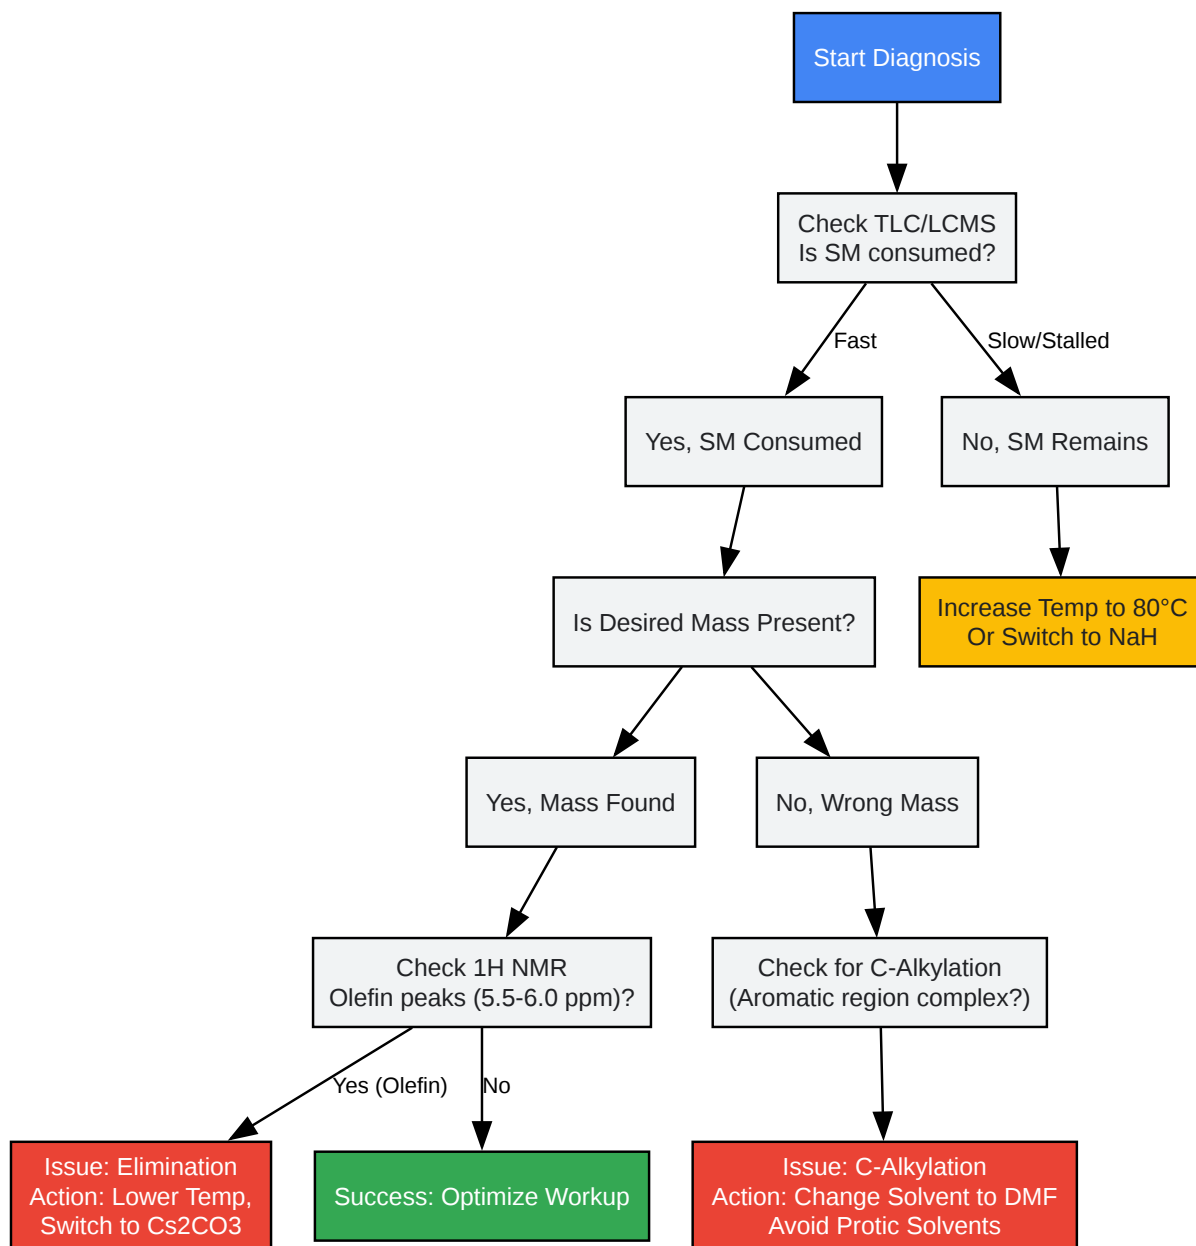 Start Diagnosis
Check TLC/LCMS
Is SM consumed?
Fast
Slow/Stalled
Yes, SM Consumed
No, SM Remains
Is Desired Mass Present?
Increase Temp to 80°C
Or Switch to NaH
Yes, Mass Found
No, Wrong Mass
Check 1H NMR
Olefin peaks (5.5-6.0 ppm)?
Check for C-Alkylation
(Aromatic region complex?)
Yes (Olefin)
No
Issue: Elimination
Action: Lower Temp,
Switch to Cs2CO3
Success: Optimize Workup
Issue: C-Alkylation
Action: Change Solvent to DMF
Avoid Protic Solvents